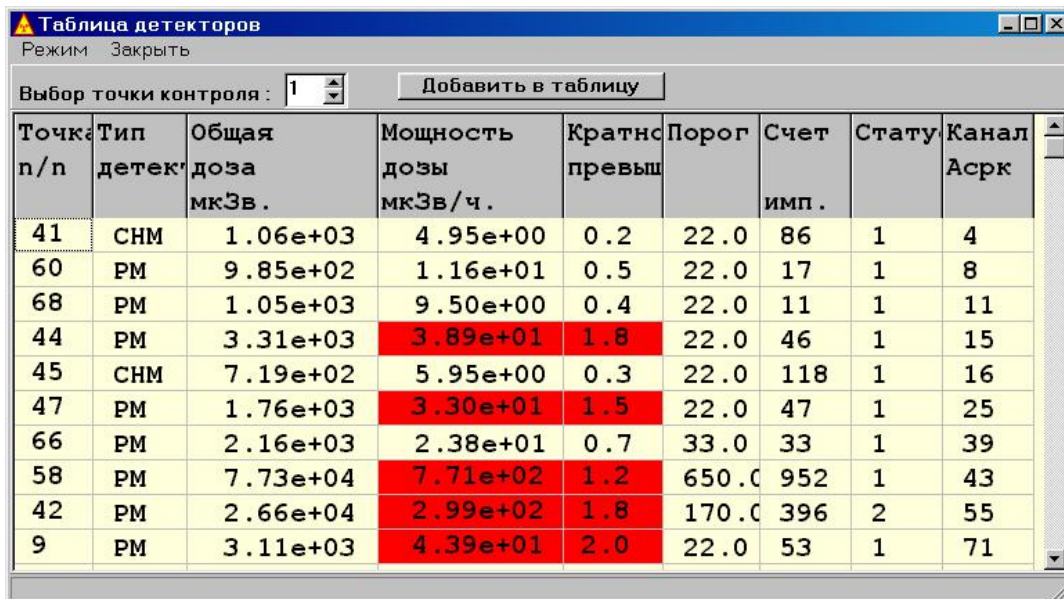 Таблица детекторов
Режим Закрыть
Выбор точки контроля : 1 Добавить в таблицу
Точка Тип Общая Мощность Кратно Порог Счет Стату Канал
n/n детект доза дозы превыш Асрк
мкЗв. мкЗв/ч. имп.
41 СНМ 1.06e+03 4.95e+00 0.2 22.0 86 1 4
60 РМ 9.85e+02 1.16e+01 0.5 22.0 17 1 8
68 РМ 1.05e+03 9.50e+00 0.4 22.0 11 1 11
44 РМ 3.31e+03 3.89e+01 1.8 22.0 46 1 15
45 СНМ 7.19e+02 5.95e+00 0.3 22.0 118 1 16
47 РМ 1.76e+03 3.30e+01 1.5 22.0 47 1 25
66 РМ 2.16e+03 2.38e+01 0.7 33.0 33 1 39
58 РМ 7.73e+04 7.71e+02 1.2 650.0 952 1 43
42 РМ 2.66e+04 2.99e+02 1.8 170.0 396 2 55
9 РМ 3.11e+03 4.39e+01 2.0 22.0 53 1 71